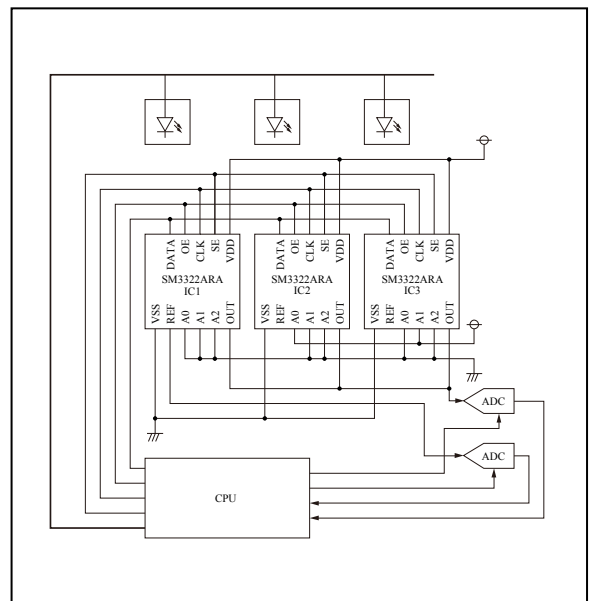 DATA OE CLK SE VDD DATA OE CLK SE VDD DATA OE CLK SE VDD
SM3322ARA SM3322ARA SM3322ARA
IC1 IC2 IC3
VSS REF A0 A1 A2 OUT VSS REF A0 A1 A2 OUT VSS REF A0 A1 A2 OUT
ADC
ADC
CPU